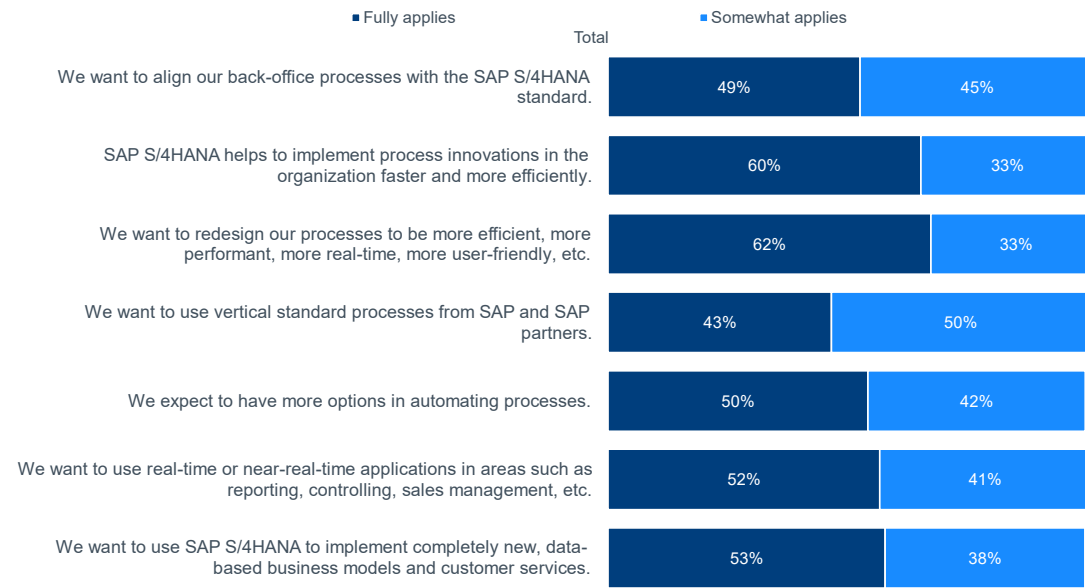 Fully applies
Somewhat applies
Total
We want to align our back-office processes with the SAP S/4HANA
standard.
49%
45%
SAP S/4HANA helps to implement process innovations in the
organization faster and more efficiently.
60%
33%
We want to redesign our processes to be more efficient, more
performant, more real-time, more user-friendly, etc.
62%
33%
We want to use vertical standard processes from SAP and SAP
partners.
43%
50%
We expect to have more options in automating processes.
50%
42%
We want to use real-time or near-real-time applications in areas such as
reporting, controlling, sales management, etc.
52%
41%
We want to use SAP S/4HANA to implement completely new, data-
based business models and customer services.
53%
38%